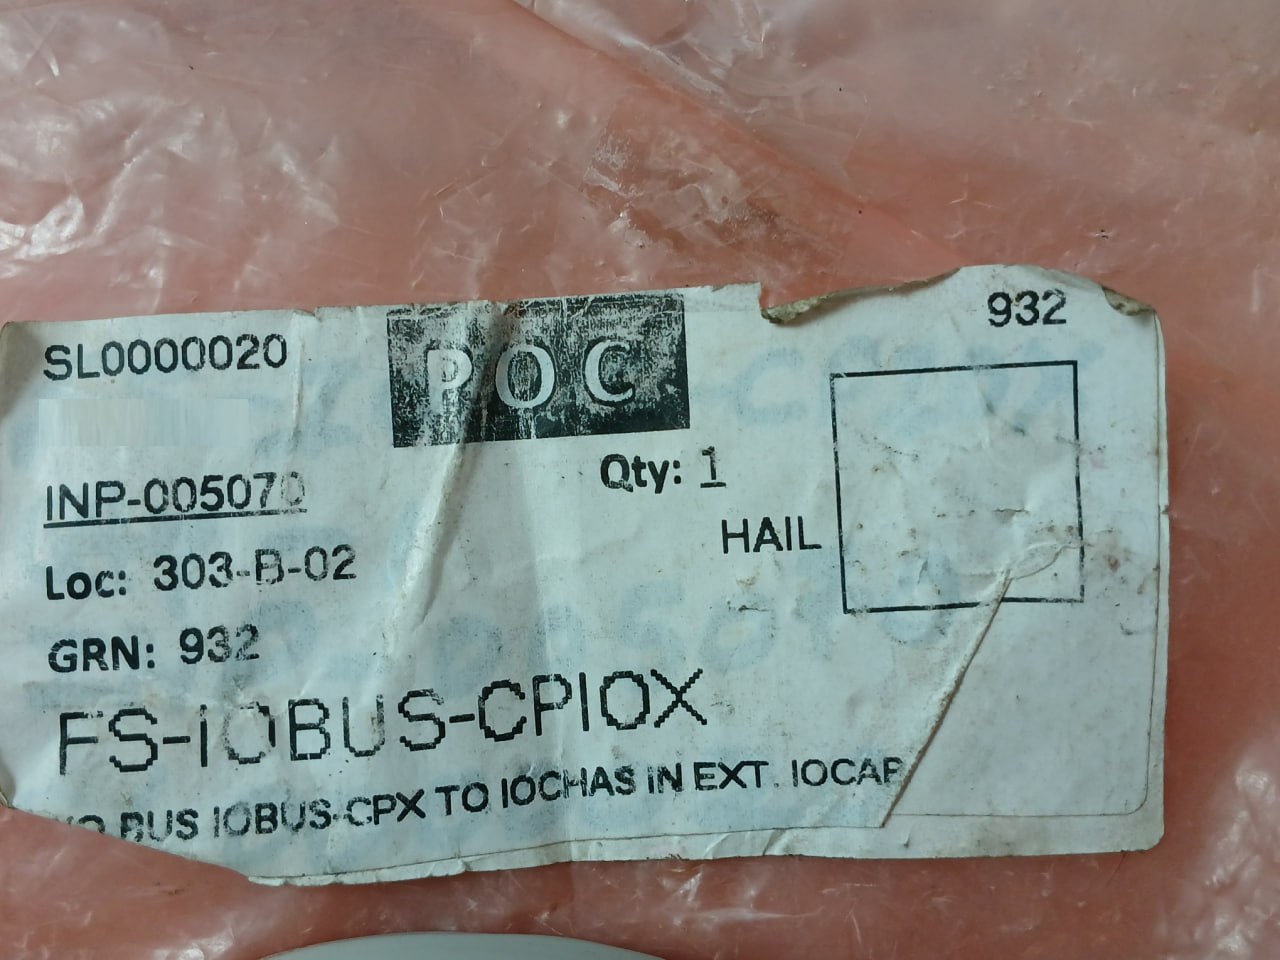 SL0000020
POC
932
INP-005070
Qty: 1
HAIL
Loc: 303-B-02
GRN: 932
FS-IOBUS-CPIOX
BUS IOBUS-CPX TO IOCHAS IN EXT.